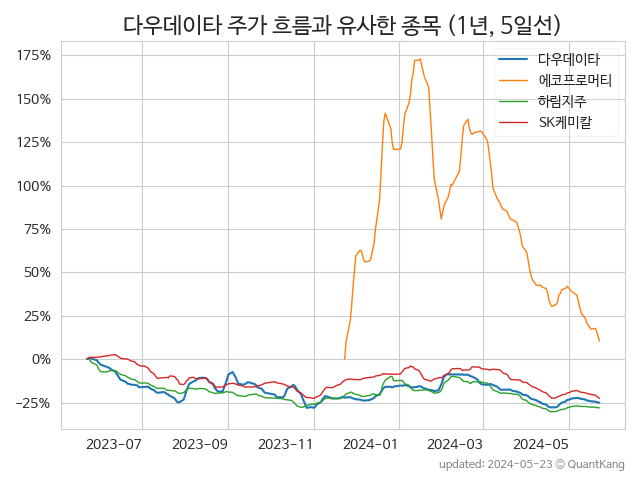 다우데이타 주가 흐름과 유사한 종목 (1년, 5일선)
다우데이타
에코프로머티
하림지주
SK케미칼
175%
150%
125%
100%
75%
50%
25%
0%
−25%
2023-07 2023-09 2023-11 2024-01 2024-03 2024-05
updated: 2024-05-23 ⓒ QuantKang